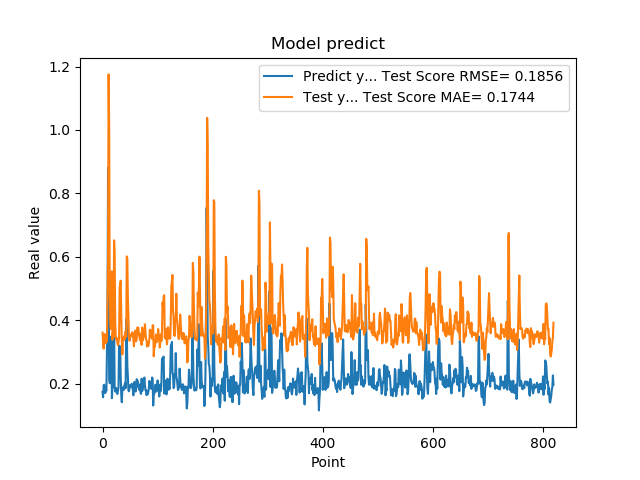 Model predict
Predict y... Test Score RMSE= 0.1856
Test y... Test Score MAE= 0.1744
Real value
1.2
1.0
0.8
0.6
0.4
0.2
0
200
400
600
800
Point